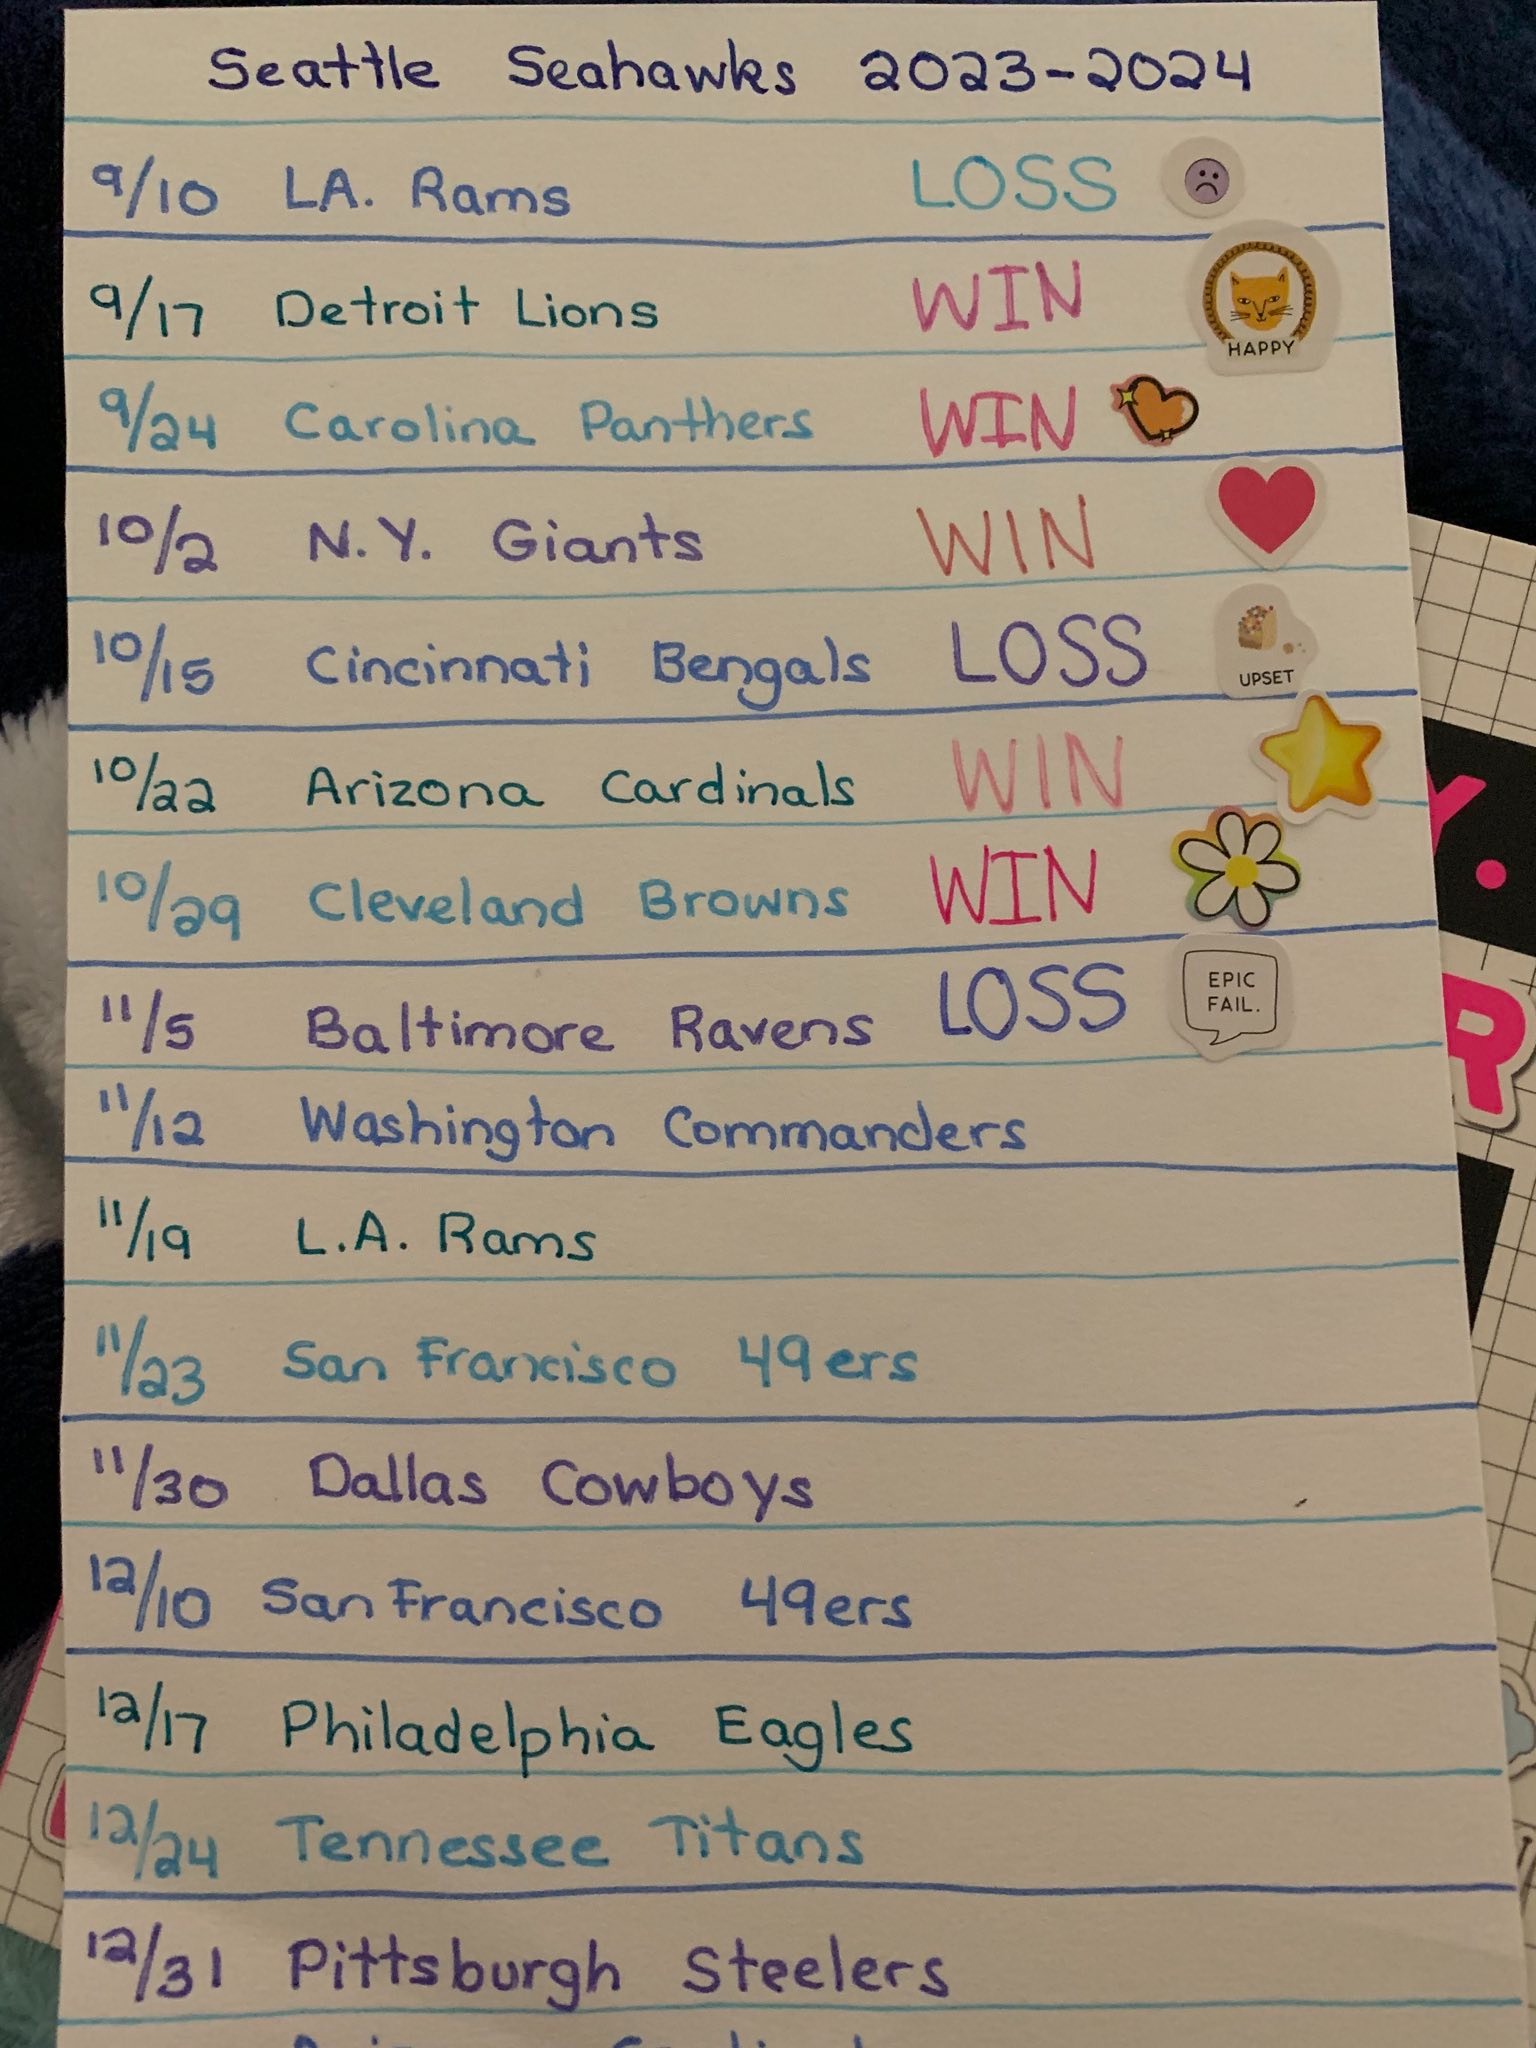 Seattle Seahawks 2023-2024
9/10 L.A. Rams LOSS
9/17 Detroit Lions WIN
HAPPY
9/24 Carolina Panthers WIN
10/2 N.Y. Giants WIN
10/15 Cincinnati Bengals LOSS
UPSET
10/22 Arizona Cardinals WIN
Y.
10/29 Cleveland Browns WIN
11/5 Baltimore Ravens LOSS
EPIC
FAIL.
R
11/12 Washington Commanders
11/19 L.A. Rams
11/23 San Francisco 49ers
11/30 Dallas Cowboys
12/10 San Francisco 49ers
12/17 Philadelphia Eagles
12/24 Tennessee Titans
12/31 Pittsburgh Steelers